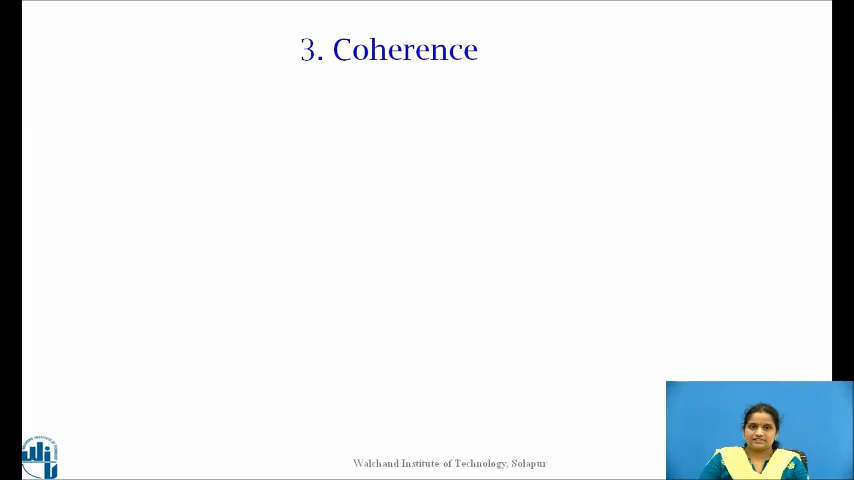 3. Coherence
Walchand Institute of Technology, Solapur